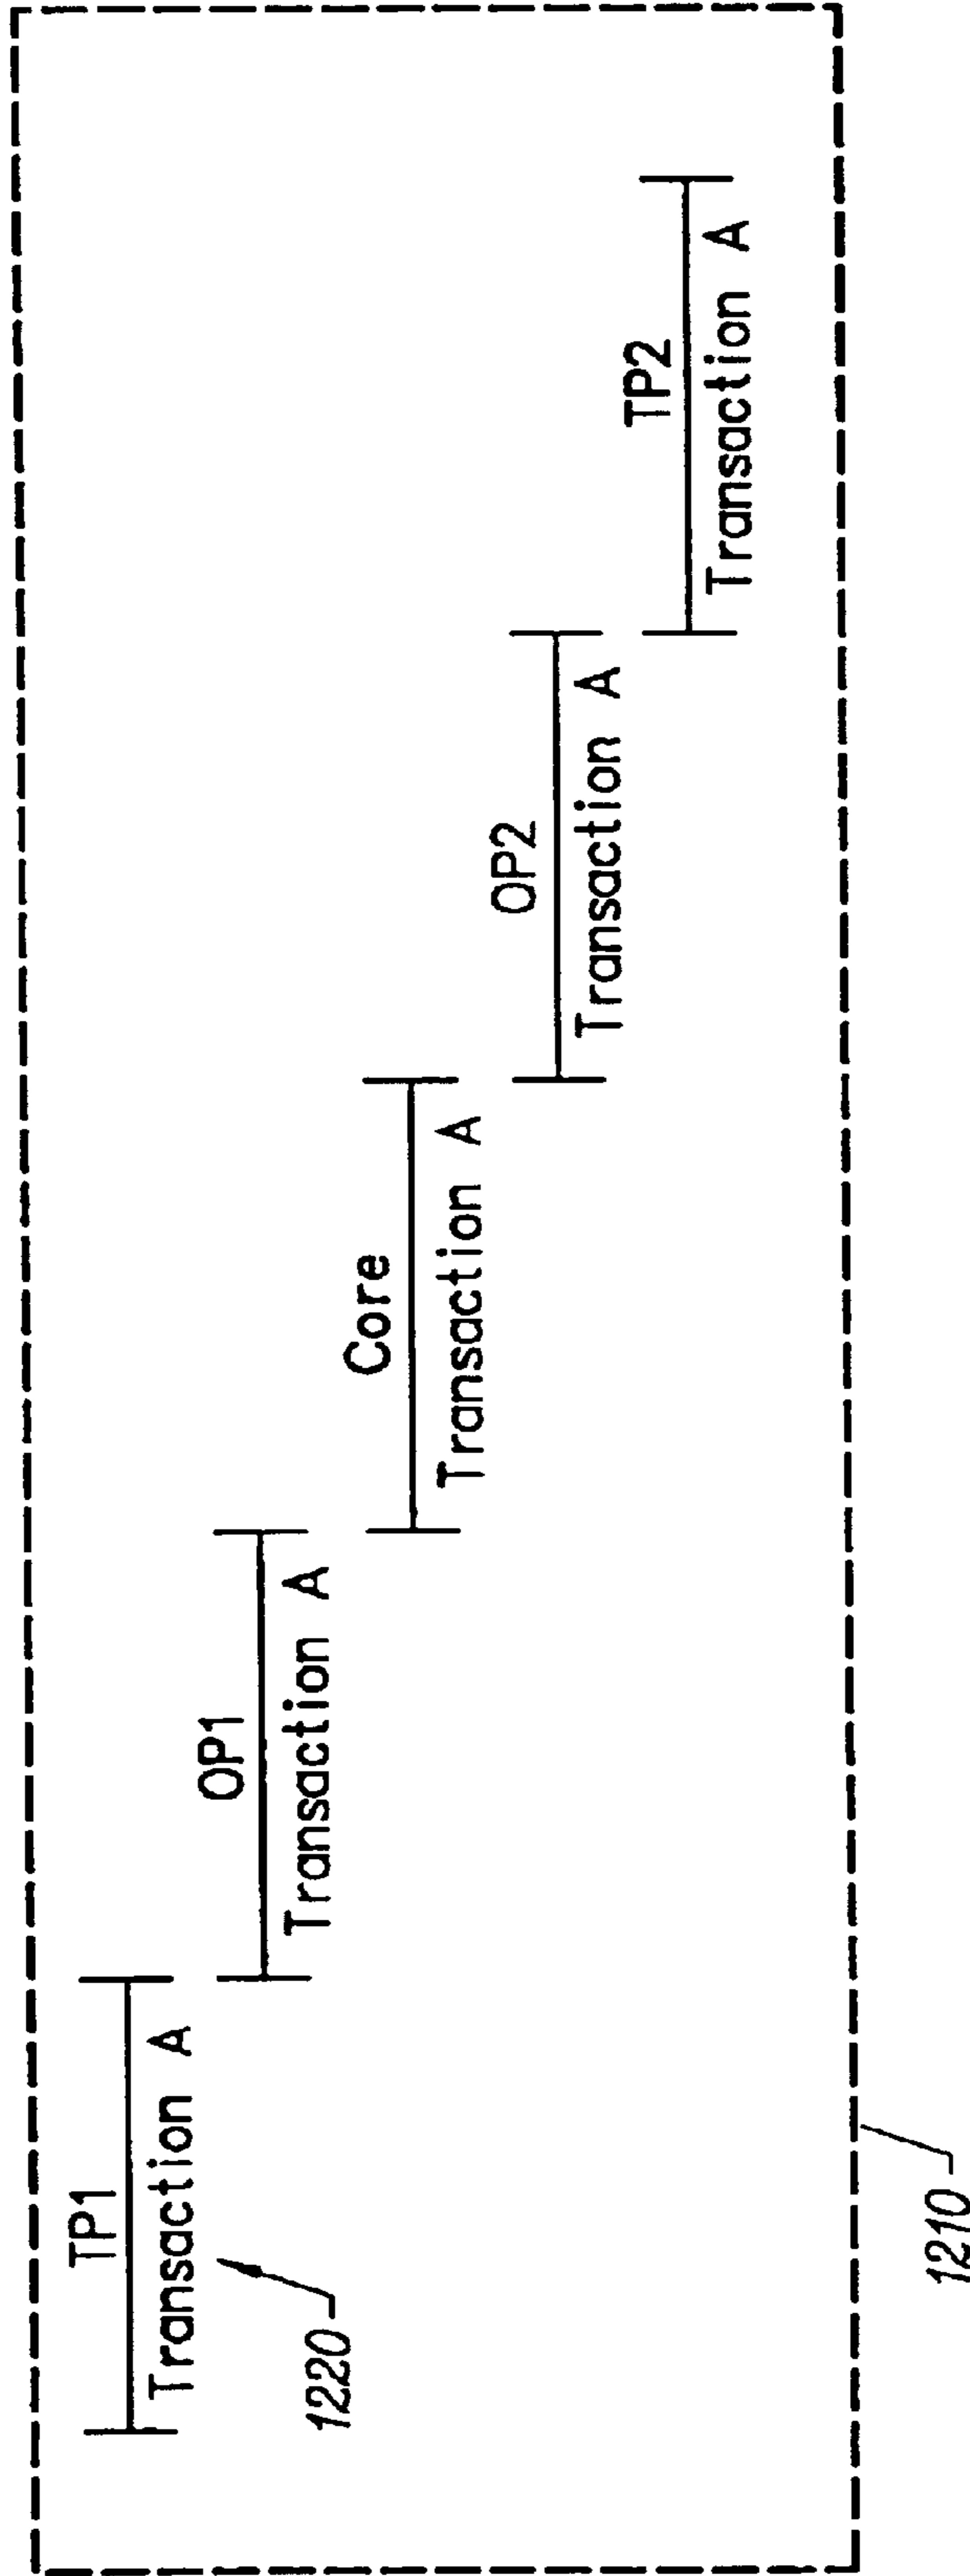 TP1
Transaction A
1220
OP1
Transaction A
Core
Transaction A
OP2
Transaction A
TP2
Transaction A
1210